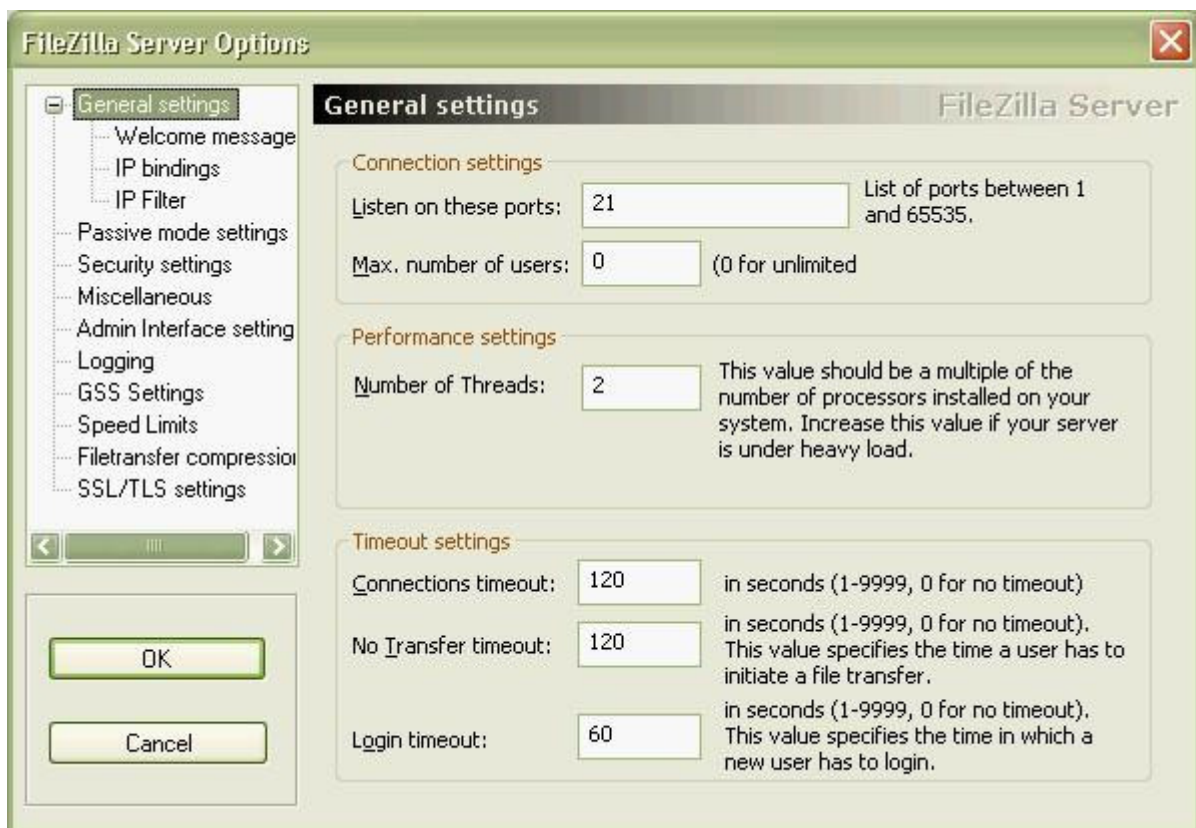 FileZilla Server Options
General settings
Welcome message
IP bindings
IP Filter
Passive mode settings
Security settings
Miscellaneous
Admin Interface setting
Logging
GSS Settings
Speed Limits
Filetransfer compression
SSL/TLS settings
OK
Cancel
General settings
FileZilla Server
Connection settings
Listen on these ports: 21 List of ports between 1
and 65535.
Max. number of users: 0 (0 for unlimited
Performance settings
Number of Threads: 2 This value should be a multiple of the
number of processors installed on your
system. Increase this value if your server
is under heavy load.
Timeout settings
Connections timeout: 120 in seconds (1-9999, 0 for no timeout)
No Transfer timeout: 120 in seconds (1-9999, 0 for no timeout).
This value specifies the time a user has to
initiate a file transfer.
Login timeout: 60 in seconds (1-9999, 0 for no timeout).
This value specifies the time in which a
new user has to login.